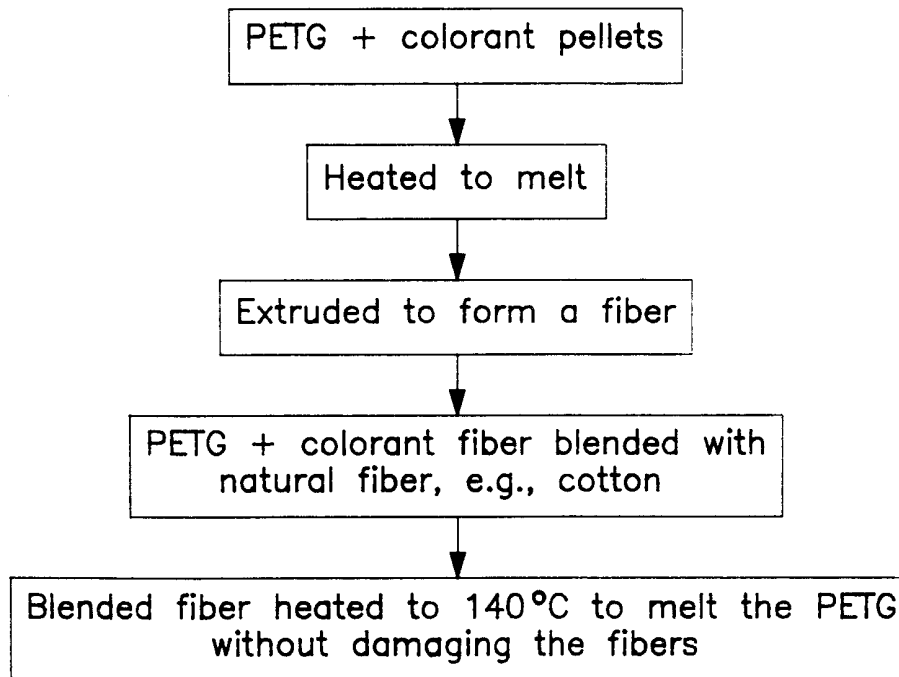 PETG + colorant pellets
Heated to melt
Extruded to form a fiber
PETG + colorant fiber blended with
natural fiber, e.g., cotton
Blended fiber heated to 140°C to melt the PETG
without damaging the fibers